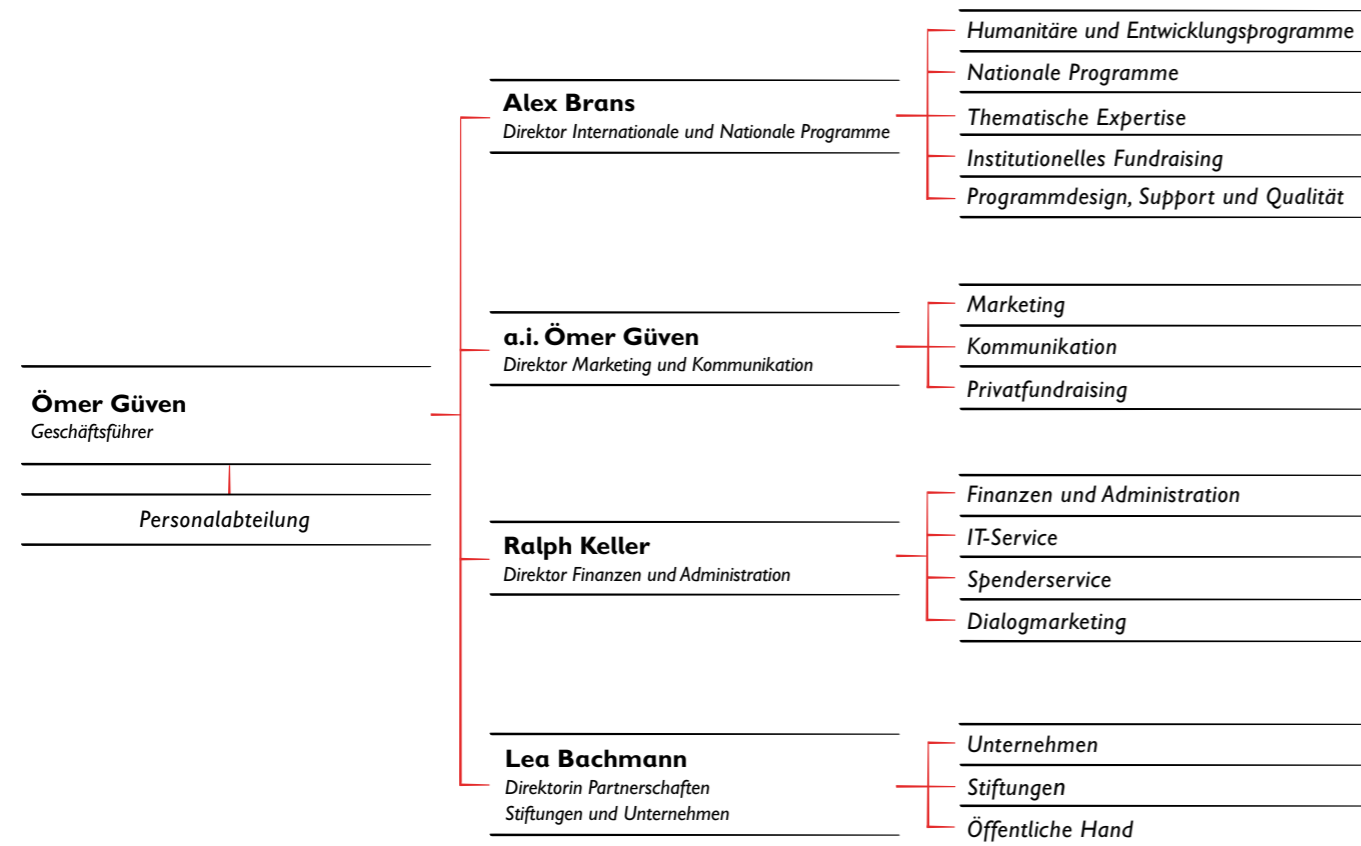 Ömer Güven
Geschäftsführer
Personalabteilung
Alex Brans
Direktor Internationale und Nationale Programme
Humanitäre und Entwicklungsprogramme
Nationale Programme
Thematische Expertise
Institutionelles Fundraising
Programmdesign, Support und Qualität
a.i. Ömer Güven
Direktor Marketing und Kommunikation
Marketing
Kommunikation
Privatfundraising
Ralph Keller
Direktor Finanzen und Administration
Finanzen und Administration
IT-Service
Spenderservice
Dialogmarketing
Lea Bachmann
Direktorin Partnerschaften
Stiftungen und Unternehmen
Unternehmen
Stiftungen
Öffentliche Hand